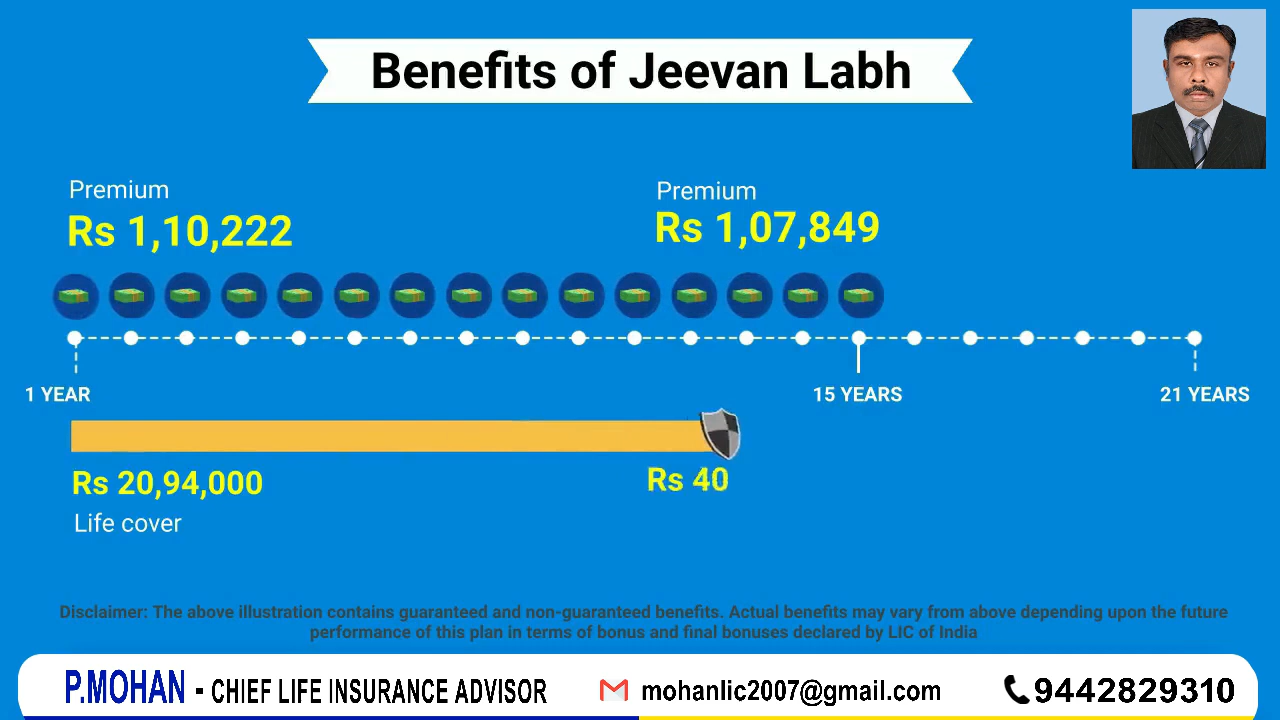 Benefits of Jeevan Labh
Premium
Rs 1,10,222
Premium
Rs 1,07,849
1 YEAR
15 YEARS
21 YEARS
Rs 20,94,000
Rs 40
Life cover
Disclaimer: The above illustration contains guaranteed and non-guaranteed benefits. Actual benefits may vary from above depending upon the future
performance of this plan in terms of bonus and final bonuses declared by LIC of India
P.MOHAN - CHIEF LIFE INSURANCE ADVISOR
mohanlic2007@gmail.com
9442829310